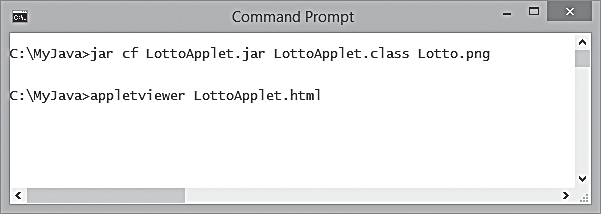 Command Prompt
C:\MyJava>jar cf LottoApplet.jar LottoApplet.class Lotto.png
C:\MyJava>appletviewer LottoApplet.html